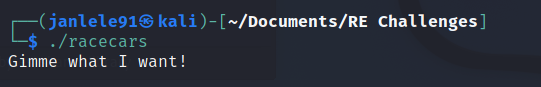 ┌──(janlele91㉿kali)-[~/Documents/RE Challenges]
└─$ ./racecars
Gimme what I want!